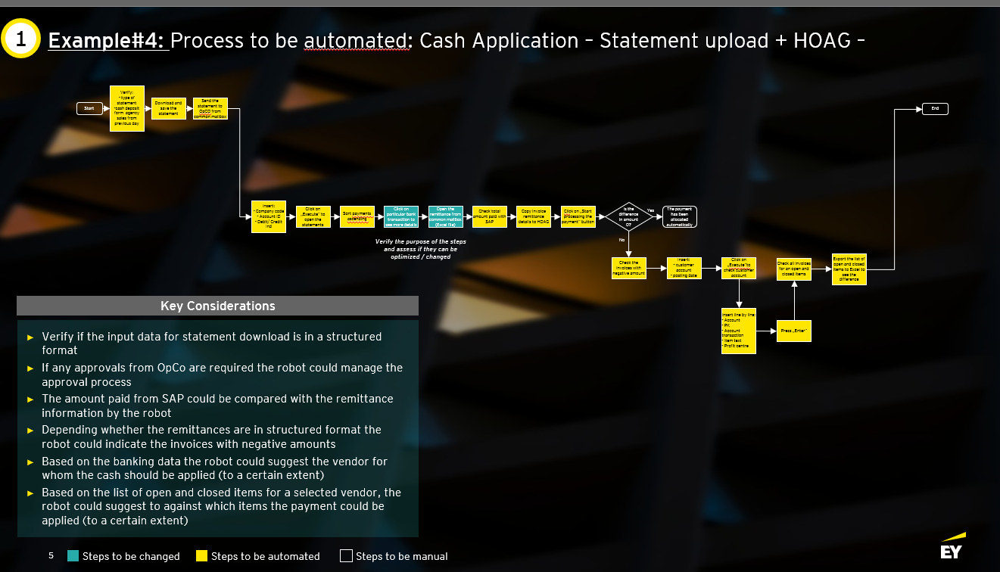 1
Example#4: Process to be automated: Cash Application – Statement upload + HOAG –
Start
Verify:
- type of
statement
-cash deposit
form agency
sales from
previous day
Download and
save the
statement
Send the
statement to
OpCO from
common mailbox
End
Insert:
- Company code
- Account ID
- Debit/ Credit
ind
Click on
„Execute" to
open the
statements
Sort payments
asdending
Click on
particular bank
transaction to
see more details
Open the
remittance from
common mailbox
(Excel file)
Check total
amount paid with
SAP
Copy invoice
remittance
details to HOAG
Click on „Start
processing the
payment" button
Is the
difference
in amount
0?
Yes
The payment
has been
allocated
automatically
Verify the purpose of the steps
and assess if they can be
optimized / changed
No
Check the
invoices with
negative amount
Insert:
- customer
account
- posting date
Click on
„Execute"to
check customer
account
Check all invoices
for an open and
closed items
Export the list of
open and closed
items to Excel to
see the
difference
Insert line by line:
- Account
- PK
- Account
transaction
- Item text
- Profit centre
Press „Enter"
Key Considerations
► Verify if the input data for statement download is in a structured
format
► If any approvals from OpCo are required the robot could manage the
approval process
► The amount paid from SAP could be compared with the remittance
information by the robot
► Depending whether the remittances are in structured format the
robot could indicate the invoices with negative amounts
► Based on the banking data the robot could suggest the vendor for
whom the cash should be applied (to a certain extent)
► Based on the list of open and closed items for a selected vendor, the
robot could suggest to against which items the payment could be
applied (to a certain extent)
5
Steps to be changed
Steps to be automated
Steps to be manual
EY